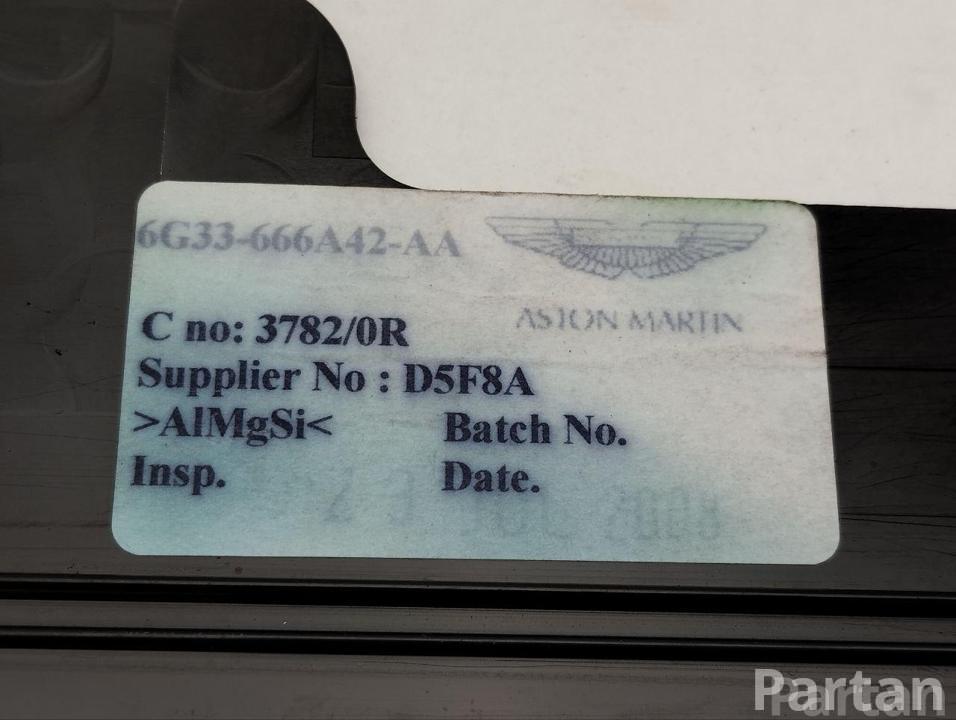 6G33-666A42-AA
ASTON MARTIN
C no: 3782/0R
Supplier No : D5F8A
>AlMgSi<
Batch No.
Insp.
Date.
Partan